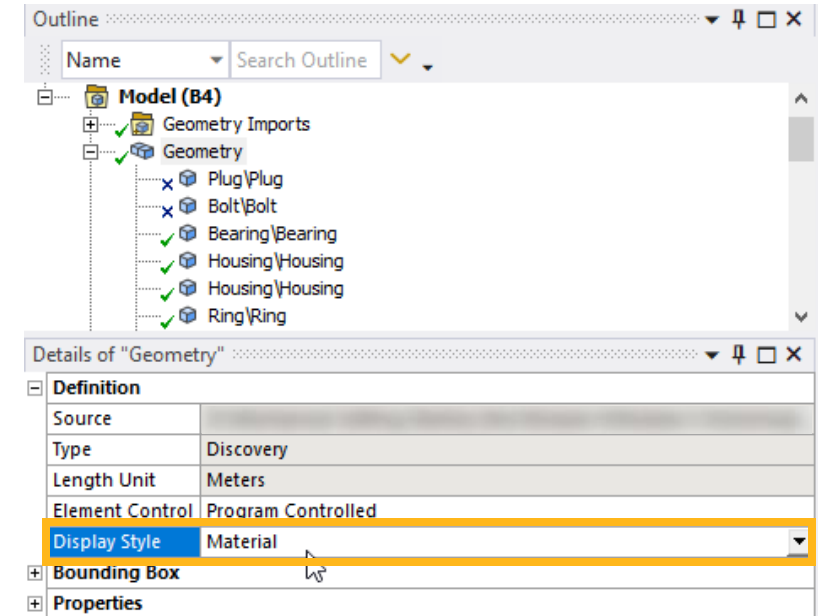 Outline
Name Search Outline
Model (B4)
Geometry Imports
Geometry
Plug\Plug
Bolt\Bolt
Bearing\Bearing
Housing\Housing
Housing\Housing
Ring\Ring
Details of "Geometry"
Definition
Source
Type Discovery
Length Unit Meters
Element Control Program Controlled
Display Style Material
Bounding Box
Properties